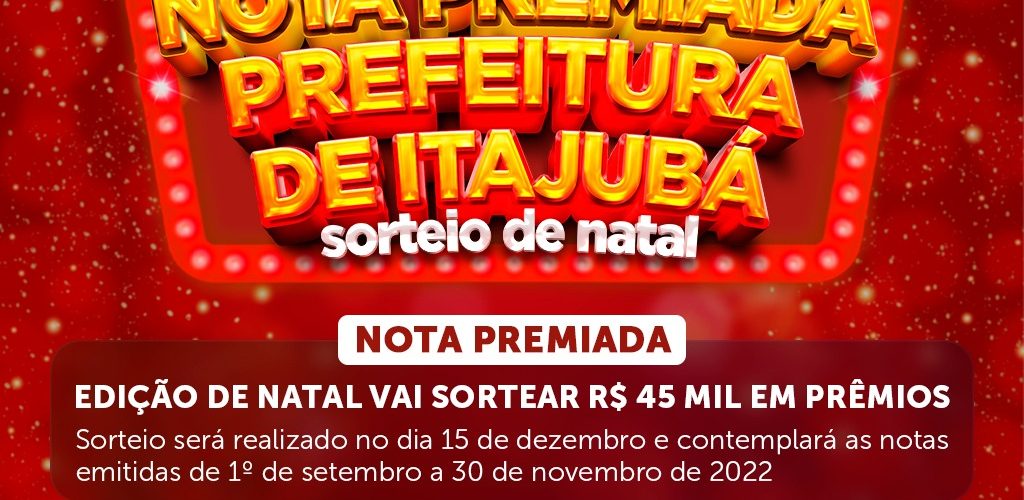 NOTA PREMIADA
PREFEITURA
DE ITAJUBÁ
sorteio de natal
NOTA PREMIADA
EDIÇÃO DE NATAL VAI SORTEAR R$ 45 MIL EM PRÊMIOS
Sorteio será realizado no dia 15 de dezembro e contemplará as notas
emitidas de 1º de setembro a 30 de novembro de 2022